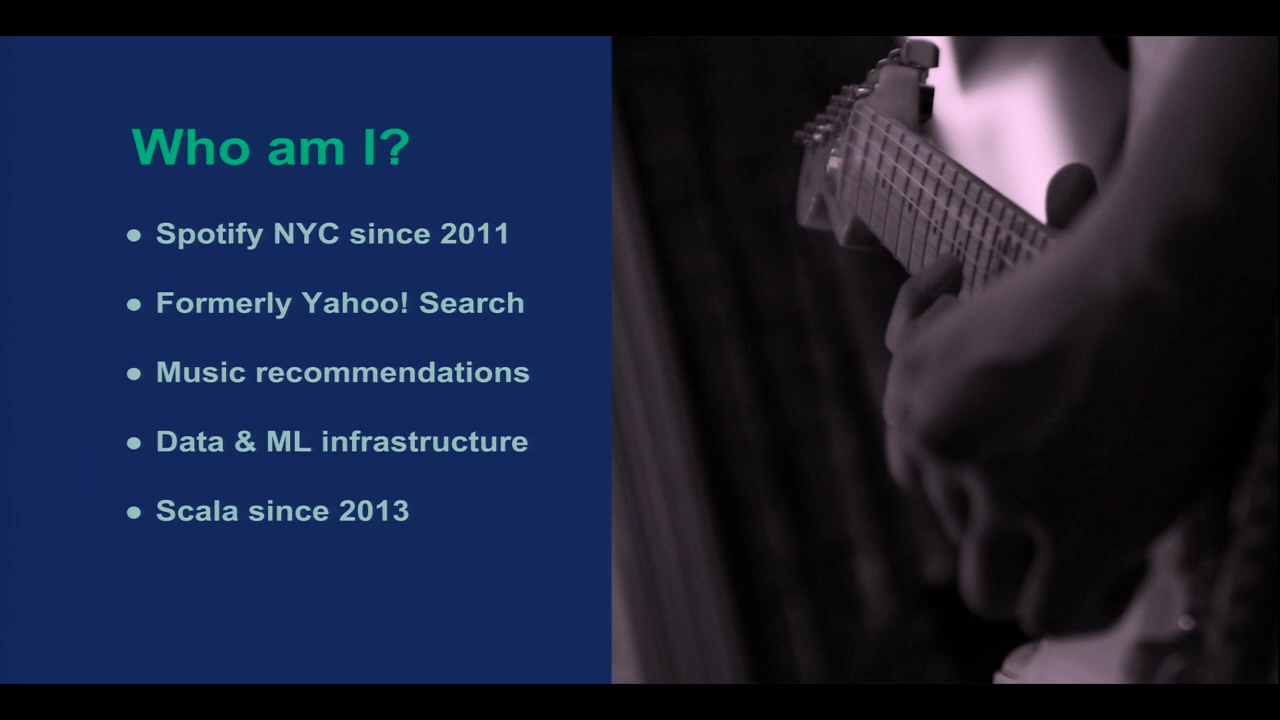 Who am I?
● Spotify NYC since 2011
● Formerly Yahoo! Search
● Music recommendations
● Data & ML infrastructure
● Scala since 2013